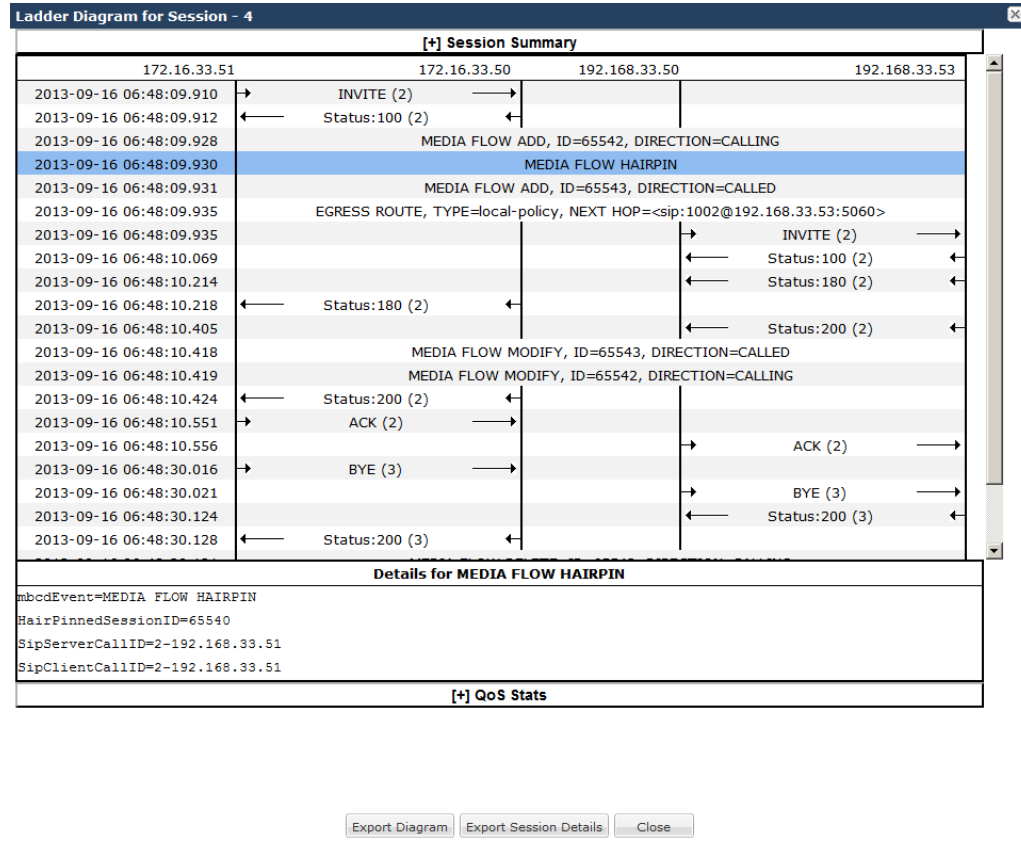 Ladder Diagram for Session - 4
[+] Session Summary
172.16.33.51 172.16.33.50 192.168.33.50 192.168.33.53
2013-09-16 06:48:09.910 INVITE (2)
2013-09-16 06:48:09.912 Status:100 (2)
2013-09-16 06:48:09.928 MEDIA FLOW ADD, ID=65542, DIRECTION=CALLING
2013-09-16 06:48:09.930 MEDIA FLOW HAIRPIN
2013-09-16 06:48:09.931 MEDIA FLOW ADD, ID=65543, DIRECTION=CALLED
2013-09-16 06:48:09.935 EGRESS ROUTE, TYPE=local-policy, NEXT HOP=<sip:1002@192.168.33.53:5060>
2013-09-16 06:48:09.935 INVITE (2)
2013-09-16 06:48:10.069 Status:100 (2)
2013-09-16 06:48:10.214 Status:180 (2)
2013-09-16 06:48:10.218 Status:180 (2)
2013-09-16 06:48:10.405 Status:200 (2)
2013-09-16 06:48:10.418 MEDIA FLOW MODIFY, ID=65543, DIRECTION=CALLED
2013-09-16 06:48:10.419 MEDIA FLOW MODIFY, ID=65542, DIRECTION=CALLING
2013-09-16 06:48:10.424 Status:200 (2)
2013-09-16 06:48:10.551 ACK (2)
2013-09-16 06:48:10.556 ACK (2)
2013-09-16 06:48:30.016 BYE (3)
2013-09-16 06:48:30.021 BYE (3)
2013-09-16 06:48:30.124 Status:200 (3)
2013-09-16 06:48:30.128 Status:200 (3)
Details for MEDIA FLOW HAIRPIN
mbcdEvent=MEDIA FLOW HAIRPIN
HairPinnedSessionID=65540
SipServerCallID=2-192.168.33.51
SipClientCallID=2-192.168.33.51
[+] QoS Stats
Export Diagram Export Session Details Close